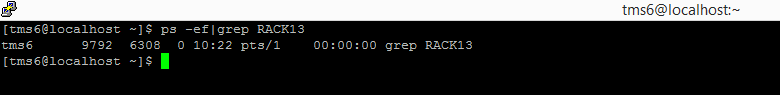 tms6@localhost:~
[tms6@localhost ~]$ ps -ef|grep RACK13
tms6      9792  6308  0 10:22 pts/1    00:00:00 grep RACK13
[tms6@localhost ~]$